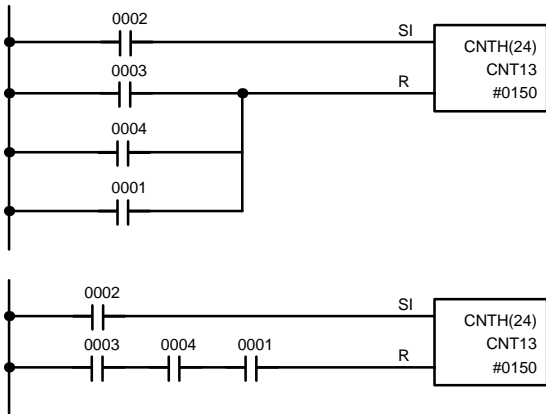 0002
SI
CNTH(24)
CNT13
#0150
0003
R
0004
0001
0002
SI
CNTH(24)
CNT13
#0150
0003 0004 0001
R